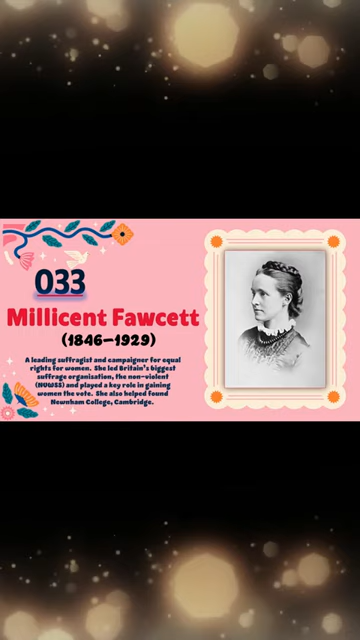 033
Millicent Fawcett
(1846–1929)
A leading suffragist and campaigner for equal
rights for women. She led Britain's biggest
suffrage organisation, the non-violent
(NUWSS) and played a key role in gaining
women the vote. She also helped found
Newnham College, Cambridge.